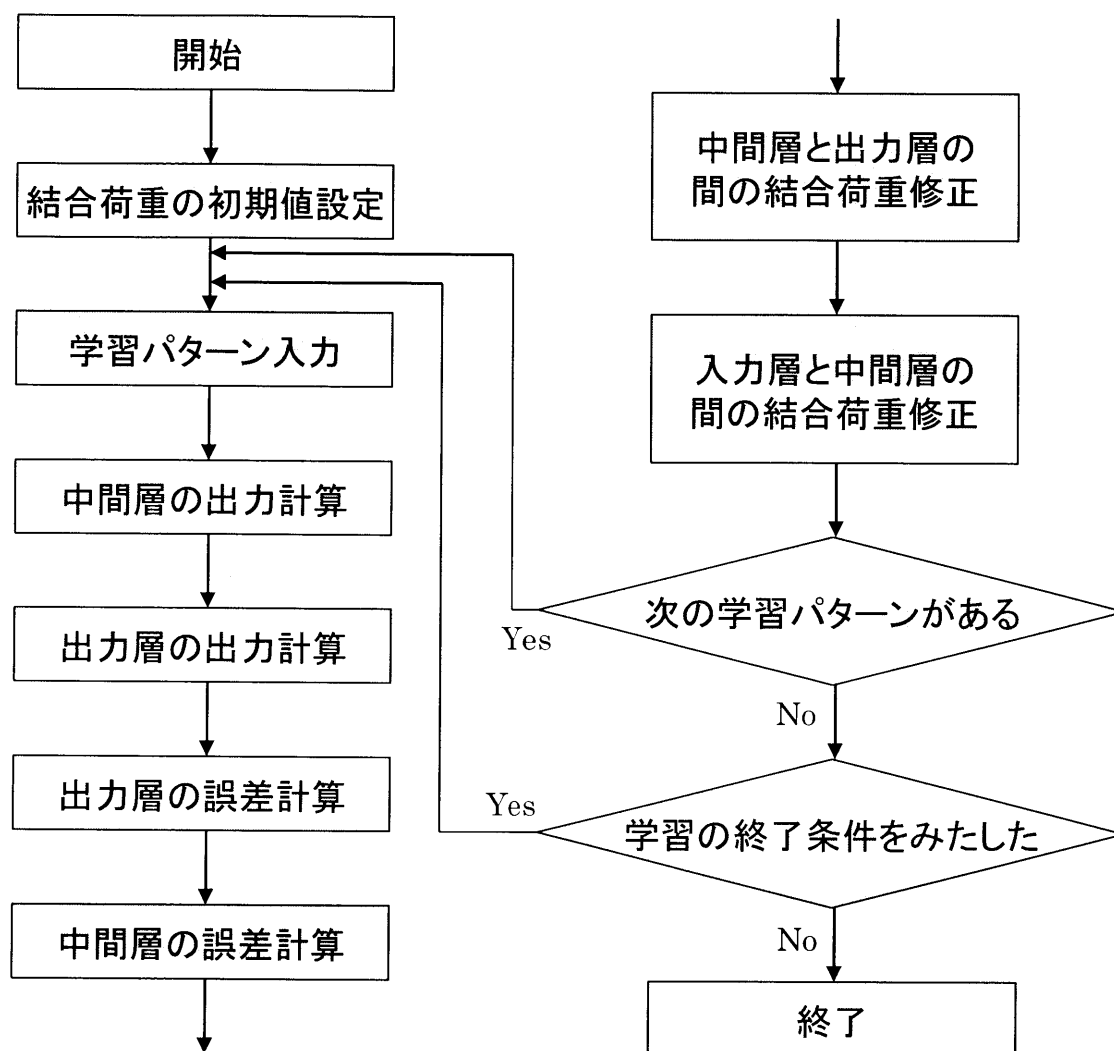 開始
結合荷重の初期値設定
学習パターン入力
中間層の出力計算
出力層の出力計算
出力層の誤差計算
中間層の誤差計算
中間層と出力層の
間の結合荷重修正
入力層と中間層の
間の結合荷重修正
次の学習パターンがある
Yes
No
学習の終了条件をみたした
Yes
No
終了